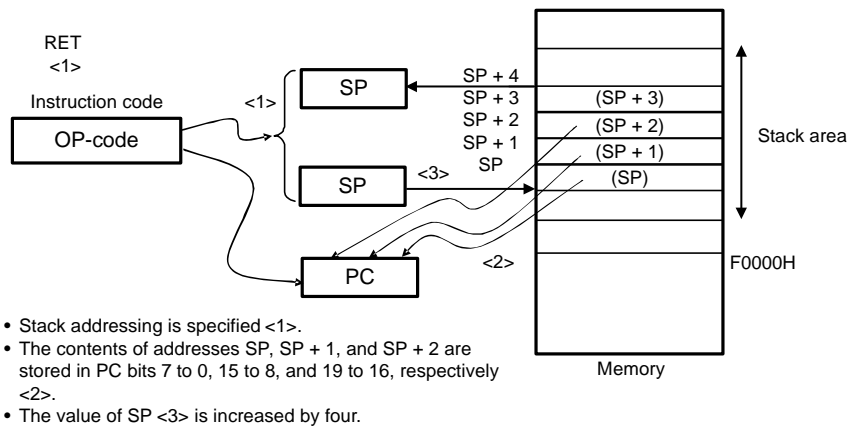 RET
<1>
Instruction code
OP-code
<1>
SP
SP
<3>
PC
SP + 4
SP + 3
SP + 2
SP + 1
SP
<2>
(SP + 3)
(SP + 2)
(SP + 1)
(SP)
Stack area
F0000H
Memory
• Stack addressing is specified <1>.
• The contents of addresses SP, SP + 1, and SP + 2 are
stored in PC bits 7 to 0, 15 to 8, and 19 to 16, respectively
<2>.
• The value of SP <3> is increased by four.